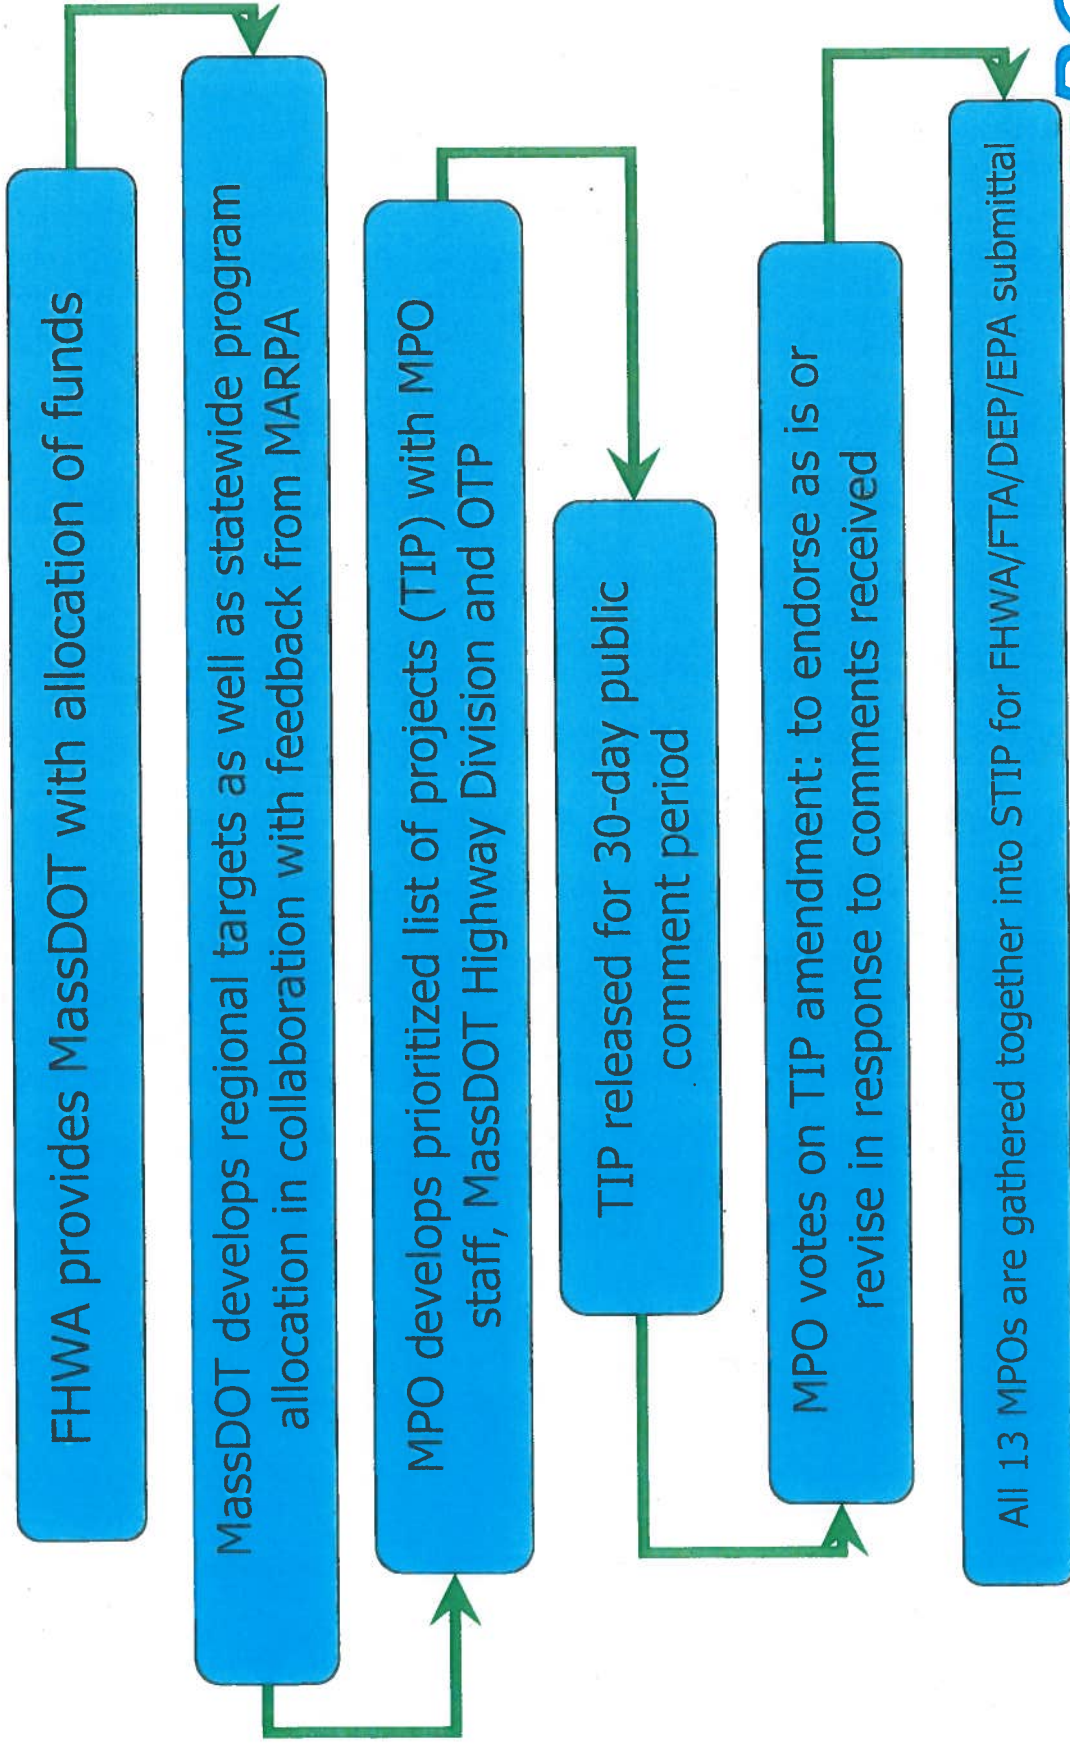 FHWA provides MassDOT with allocation of funds
MassDOT develops regional targets as well as statewide program
allocation in collaboration with feedback from MARPA
MPO develops prioritized list of projects (TIP) with MPO
staff, MassDOT Highway Division and OTP
TIP released for 30-day public
comment period
MPO votes on TIP amendment: to endorse as is or
revise in response to comments received
All 13 MPOs are gathered together into STIP for FHWA/FTA/DEP/EPA submittal